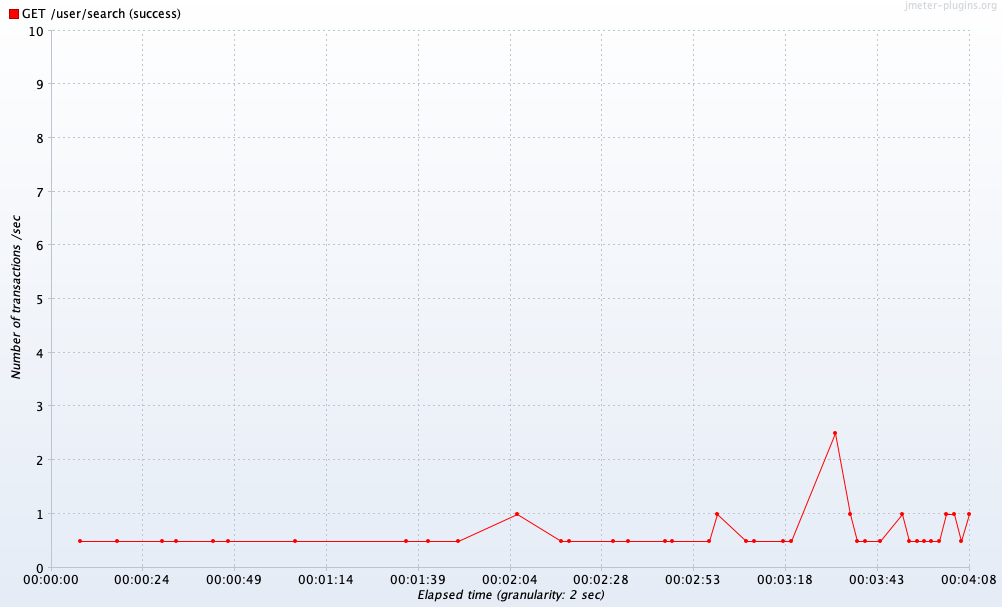 GET /user/search (success)
jmeter-plugins.org
10
9
8
7
6
5
4
3
2
1
0
Number of transactions /sec
00:00:00 00:00:24 00:00:49 00:01:14 00:01:39 00:02:04 00:02:28 00:02:53 00:03:18 00:03:43 00:04:08
Elapsed time (granularity: 2 sec)